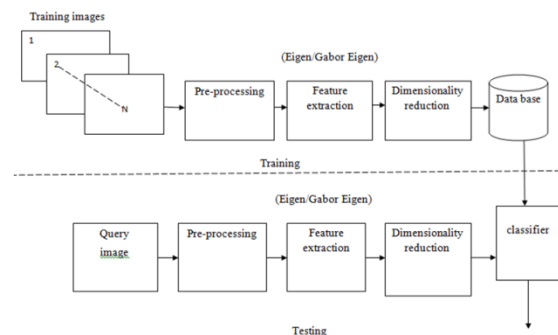 Training images
1
2
N
(Eigen/Gabor Eigen)
Pre-processing
Feature
extraction
Dimensionality
reduction
Data base
Training
(Eigen/Gabor Eigen)
Query
image
Pre-processing
Feature
extraction
Dimensionality
reduction
classifier
Testing